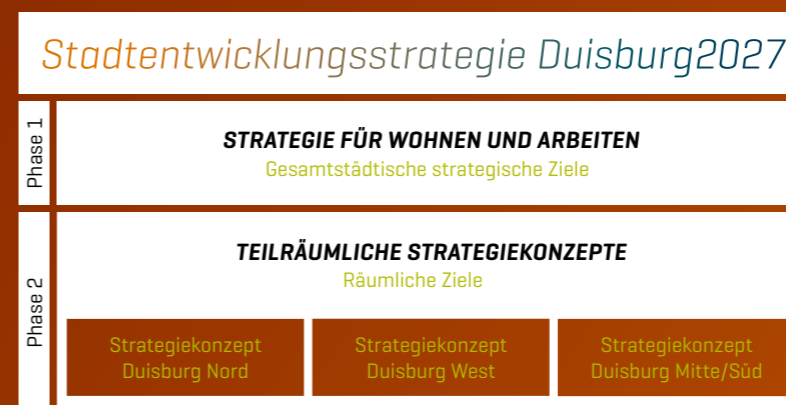 Stadtentwicklungsstrategie Duisburg2027
Phase 1
STRATEGIE FÜR WOHNEN UND ARBEITEN
Gesamtstädtische strategische Ziele
Phase 2
TEILRÄUMLICHE STRATEGIEKONZEPTE
Räumliche Ziele
Strategiekonzept
Duisburg Nord
Strategiekonzept
Duisburg West
Strategiekonzept
Duisburg Mitte/Süd